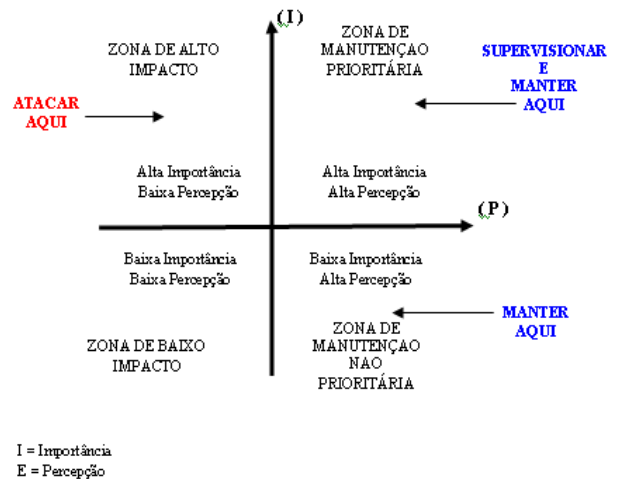 (I)
ZONA DE ALTO
IMPACTO
ZONA DE
MANUTENÇAO
PRIORITÁRIA
SUPERVISIONAR
E
MANTER
AQUI
ATACAR
AQUI
Alta Importância
Baixa Percepção
Alta Importância
Alta Percepção
(P)
Baixa Importância
Baixa Percepção
Baixa Importância
Alta Percepção
MANTER
AQUI
ZONA DE BAIXO
IMPACTO
ZONA DE
MANUTENÇAO
NAO
PRIORITÁRIA
I = Importância
E = Percepção